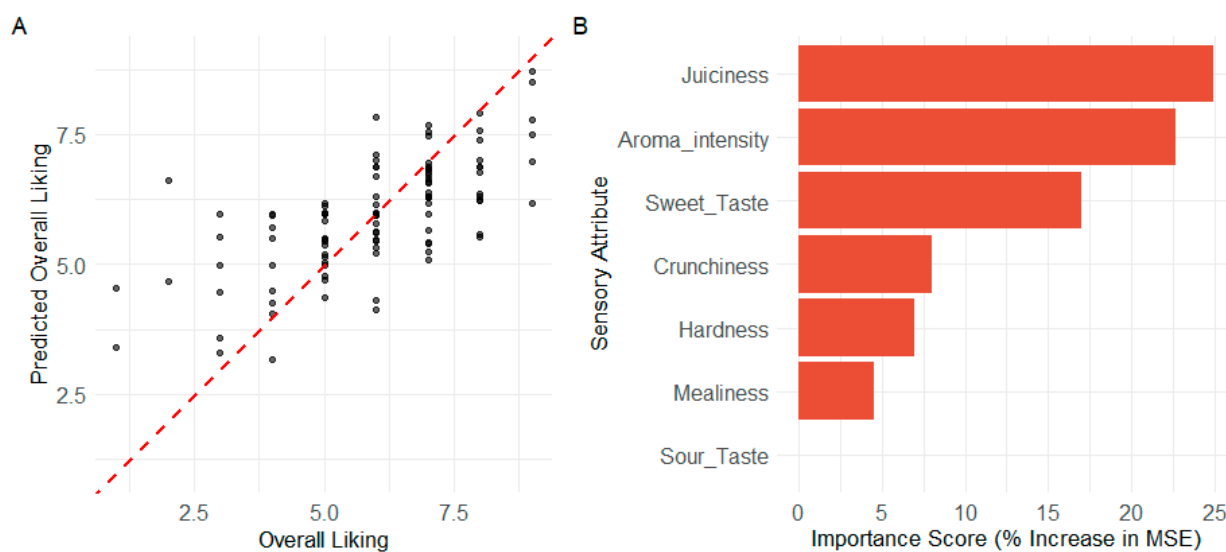 A
Predicted Overall Liking
7.5
5.0
2.5
2.5 5.0 7.5
Overall Liking
B
Sensory Attribute
Juiciness
Aroma_intensity
Sweet_Taste
Crunchiness
Hardness
Mealiness
Sour_Taste
0 5 10 15 20 25
Importance Score (% Increase in MSE)